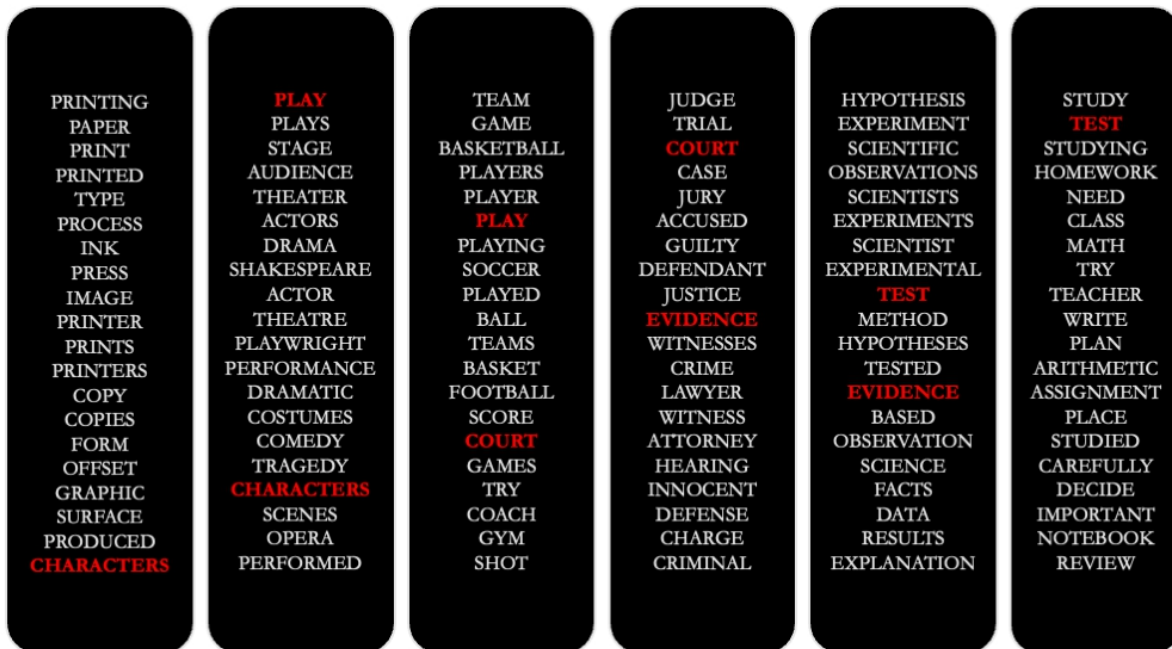 PRINTING
PAPER
PRINT
PRINTED
TYPE
PROCESS
INK
PRESS
IMAGE
PRINTER
PRINTS
PRINTERS
COPY
COPIES
FORM
OFFSET
GRAPHIC
SURFACE
PRODUCED
CHARACTERS
PLAY
PLAYS
STAGE
AUDIENCE
THEATER
ACTORS
DRAMA
SHAKESPEARE
ACTOR
THEATRE
PLAYWRIGHT
PERFORMANCE
DRAMATIC
COSTUMES
COMEDY
TRAGEDY
CHARACTERS
SCENES
OPERA
PERFORMED
TEAM
GAME
BASKETBALL
PLAYERS
PLAYER
PLAY
PLAYING
SOCCER
PLAYED
BALL
TEAMS
BASKET
FOOTBALL
SCORE
COURT
GAMES
TRY
COACH
GYM
SHOT
JUDGE
TRIAL
COURT
CASE
JURY
ACCUSED
GUILTY
DEFENDANT
JUSTICE
EVIDENCE
WITNESSES
CRIME
LAWYER
WITNESS
ATTORNEY
HEARING
INNOCENT
DEFENSE
CHARGE
CRIMINAL
HYPOTHESIS
EXPERIMENT
SCIENTIFIC
OBSERVATIONS
SCIENTISTS
EXPERIMENTS
SCIENTIST
EXPERIMENTAL
TEST
METHOD
HYPOTHESES
TESTED
EVIDENCE
BASED
OBSERVATION
SCIENCE
FACTS
DATA
RESULTS
EXPLANATION
STUDY
TEST
STUDYING
HOMEWORK
NEED
CLASS
MATH
TRY
TEACHER
WRITE
PLAN
ARITHMETIC
ASSIGNMENT
PLACE
STUDIED
CAREFULLY
DECIDE
IMPORTANT
NOTEBOOK
REVIEW